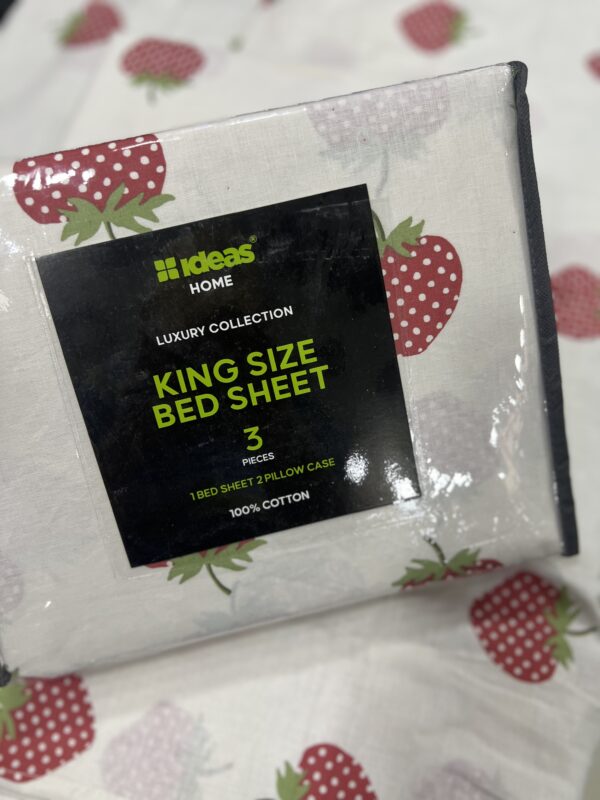 ideas®
HOME
LUXURY COLLECTION
KING SIZE
BED SHEET
3
PIECES
1 BED SHEET 2 PILLOW CASE
100% COTTON